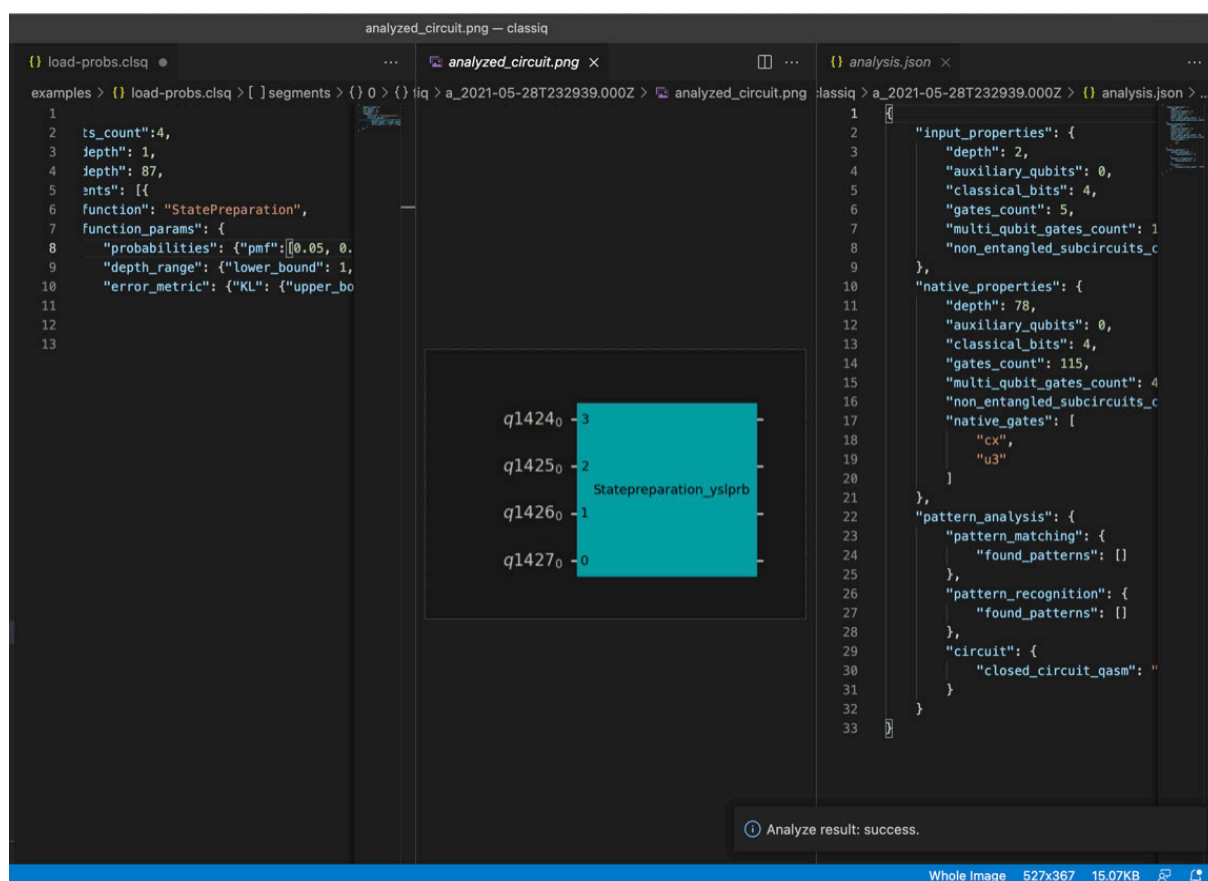 analyzed_circuit.png — classiq
{} load-probs.clsq ● ...
examples > {} load-probs.clsq > [ ] segments > {} 0 > {}
1
2 ts_count":4,
3 depth": 1,
4 depth": 87,
5 ents": [{
6 function": "StatePreparation",
7 function_params": {
8 "probabilities": {"pmf":[0.05, 0.
9 "depth_range": {"lower_bound": 1,
10 "error_metric": {"KL": {"upper_bo
11
12
13
analyzed_circuit.png × ...
iq > a_2021-05-28T232939.000Z > analyzed_circuit.png
q1424₀ 3
q1425₀ 2
Statepreparation_yslprb
q1426₀ 1
q1427₀ 0
{} analysis.json × ...
classiq > a_2021-05-28T232939.000Z > {} analysis.json > ...
1 {
2 "input_properties": {
3 "depth": 2,
4 "auxiliary_qubits": 0,
5 "classical_bits": 4,
6 "gates_count": 5,
7 "multi_qubit_gates_count": 1
8 "non_entangled_subcircuits_c
9 },
10 "native_properties": {
11 "depth": 78,
12 "auxiliary_qubits": 0,
13 "classical_bits": 4,
14 "gates_count": 115,
15 "multi_qubit_gates_count": 4
16 "non_entangled_subcircuits_c
17 "native_gates": [
18 "cx",
19 "u3"
20 ]
21 },
22 "pattern_analysis": {
23 "pattern_matching": {
24 "found_patterns": []
25 },
26 "pattern_recognition": {
27 "found_patterns": []
28 },
29 "circuit": {
30 "closed_circuit_qasm": "
31 }
32 }
33 }
Analyze result: success.
Whole Image 527x367 15.07KB